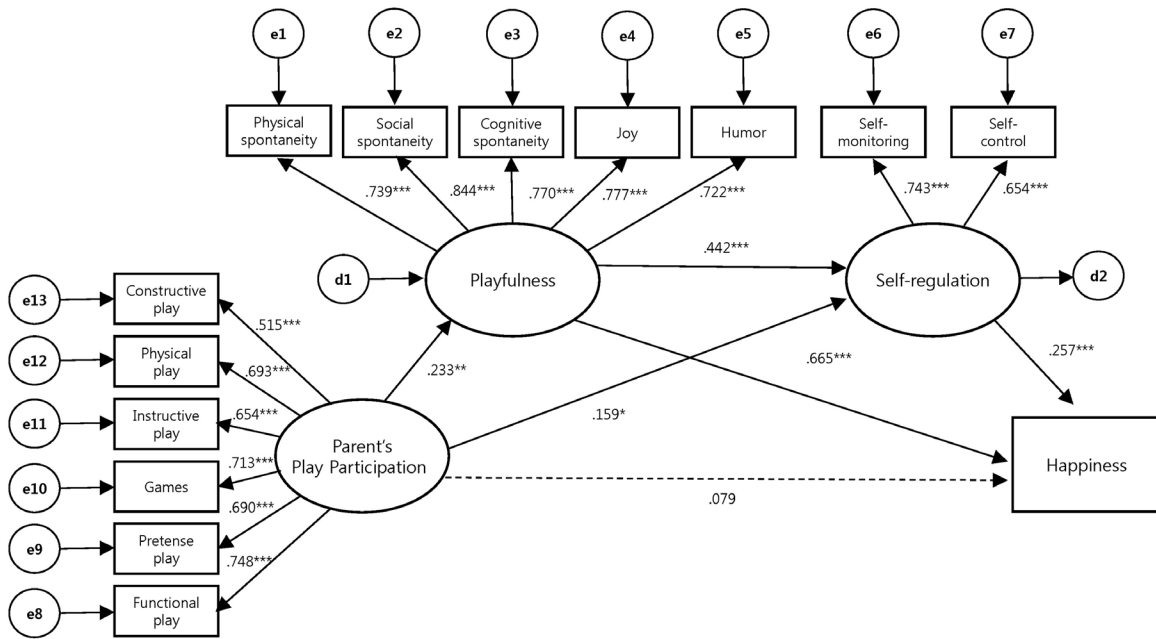 e1
e2
e3
e4
e5
e6
e7
Physical
spontaneity
Social
spontaneity
Cognitive
spontaneity
Joy
Humor
Self-
monitoring
Self-
control
.739***
.844***
.770***
.777***
.722***
.743***
.654***
d1
Playfulness
.442***
Self-regulation
d2
e13
Constructive
play
.515***
e12
Physical
play
.693***
.233**
.665***
.257***
e11
Instructive
play
.654***
.159*
Parent's
Play Participation
e10
Games
.713***
Happiness
.079
e9
Pretense
play
.690***
e8
Functional
play
.748***